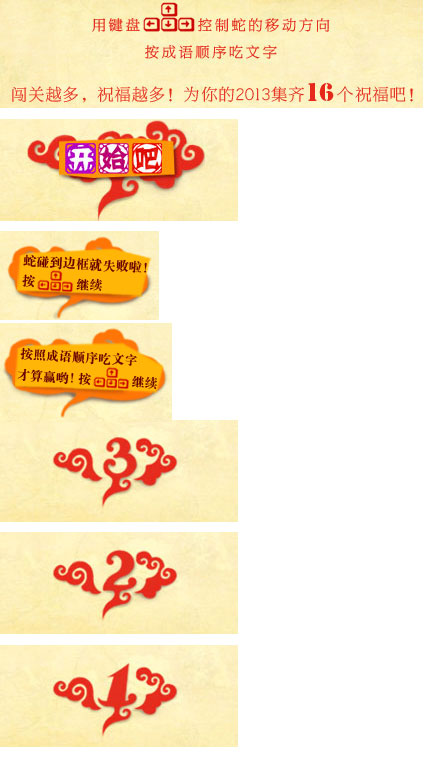 用键盘↑←↓→控制蛇的移动方向
按成语顺序吃文字
闯关越多，祝福越多！为你的2013集齐16个祝福吧！
开始吧
蛇碰到边框就失败啦！
按↑←↓→继续
按照成语顺序吃文字
才算赢哟！按↑←↓→继续
3
2
1